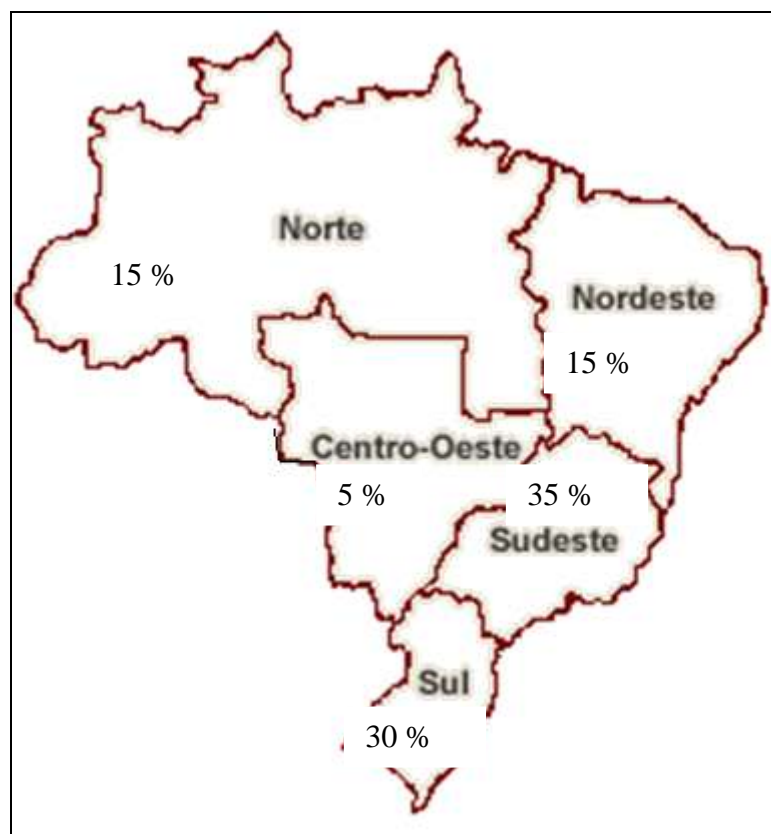 Norte
15 %
Nordeste
15 %
Centro-Oeste
5 %
35 %
Sudeste
Sul
30 %